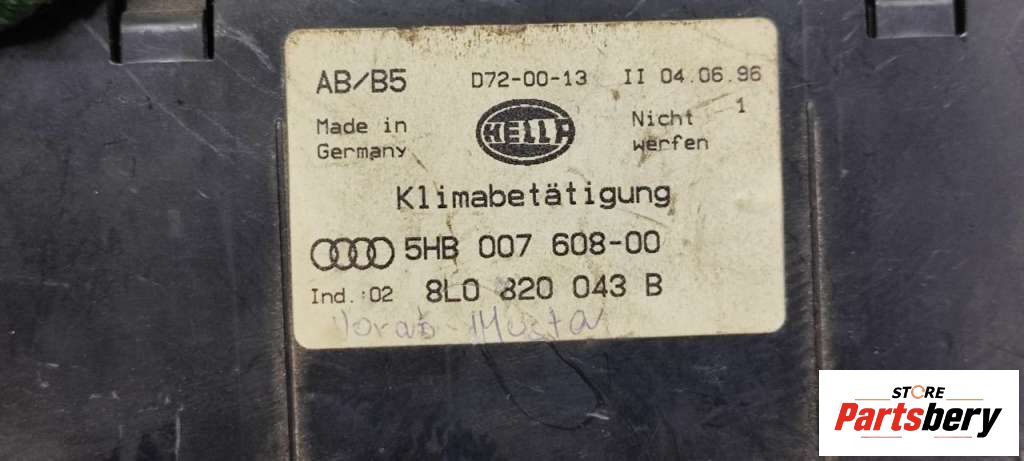 AB/B5 D72-00-13 II 04.06.96
Made in Germany HELLA Nicht werfen 1
Klimabetätigung
5HB 007 608-00
Ind.:02 8L0 820 043 B
STORE
Partsbery